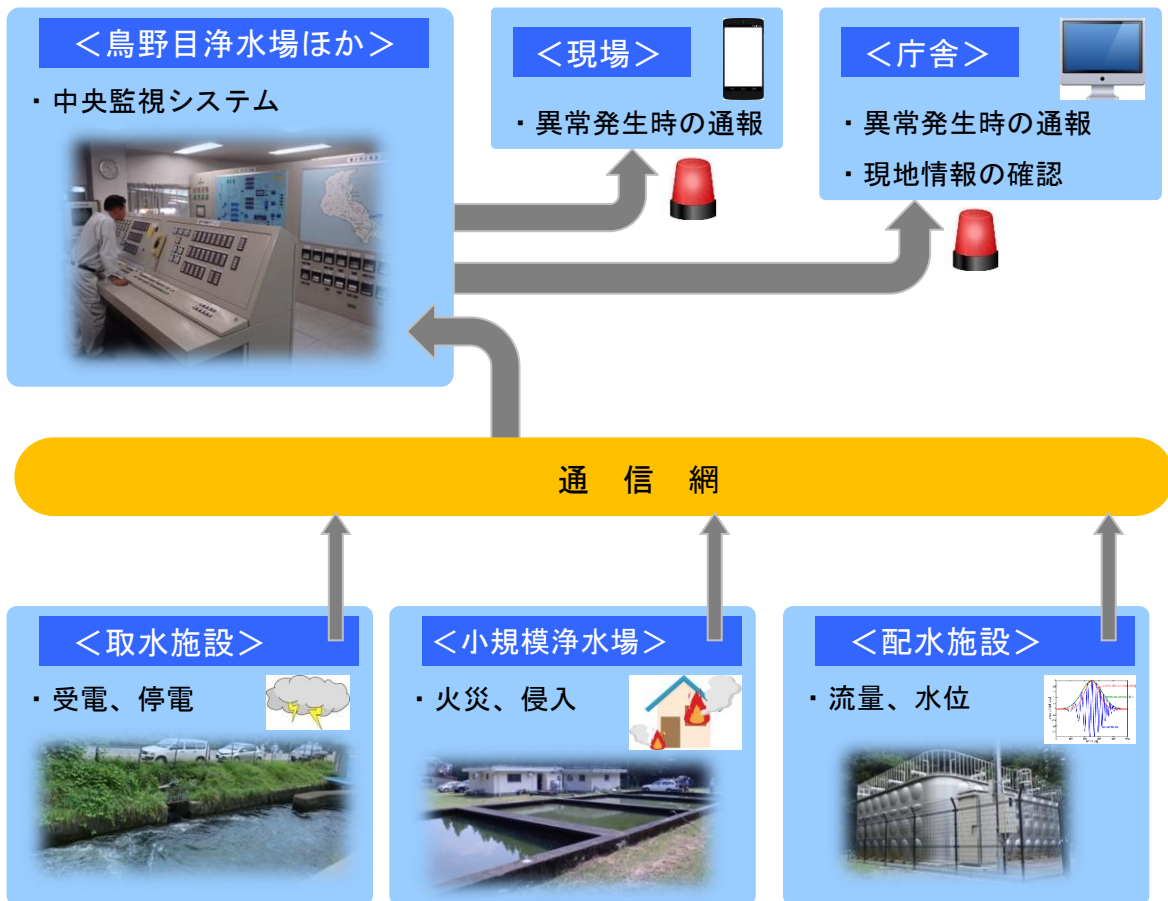 ＜鳥野目浄水場ほか＞
・中央監視システム
＜現場＞
・異常発生時の通報
＜庁舎＞
・異常発生時の通報
・現地情報の確認
通 信 網
＜取水施設＞
・受電、停電
＜小規模浄水場＞
・火災、侵入
＜配水施設＞
・流量、水位